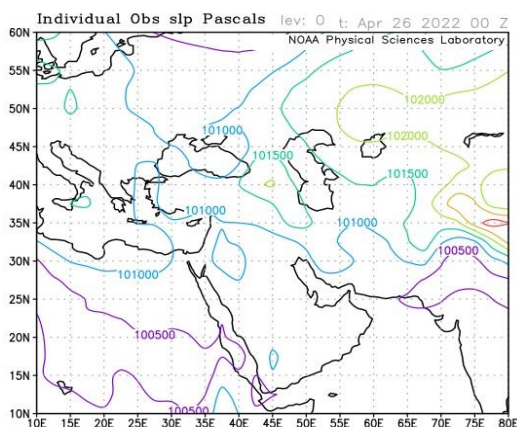 Individual Obs slp Pascals lev: 0 t: Apr 26 2022 00 Z
NOAA Physical Sciences Laboratory
60N
55N
102000
50N
101000
102000
45N
101500
101500
40N
35N
101000
30N
101000
100500
25N
20N
100500
15N
100500
10N
10E 15E 20E 25E 30E 35E 40E 45E 50E 55E 60E 65E 70E 75E 80E